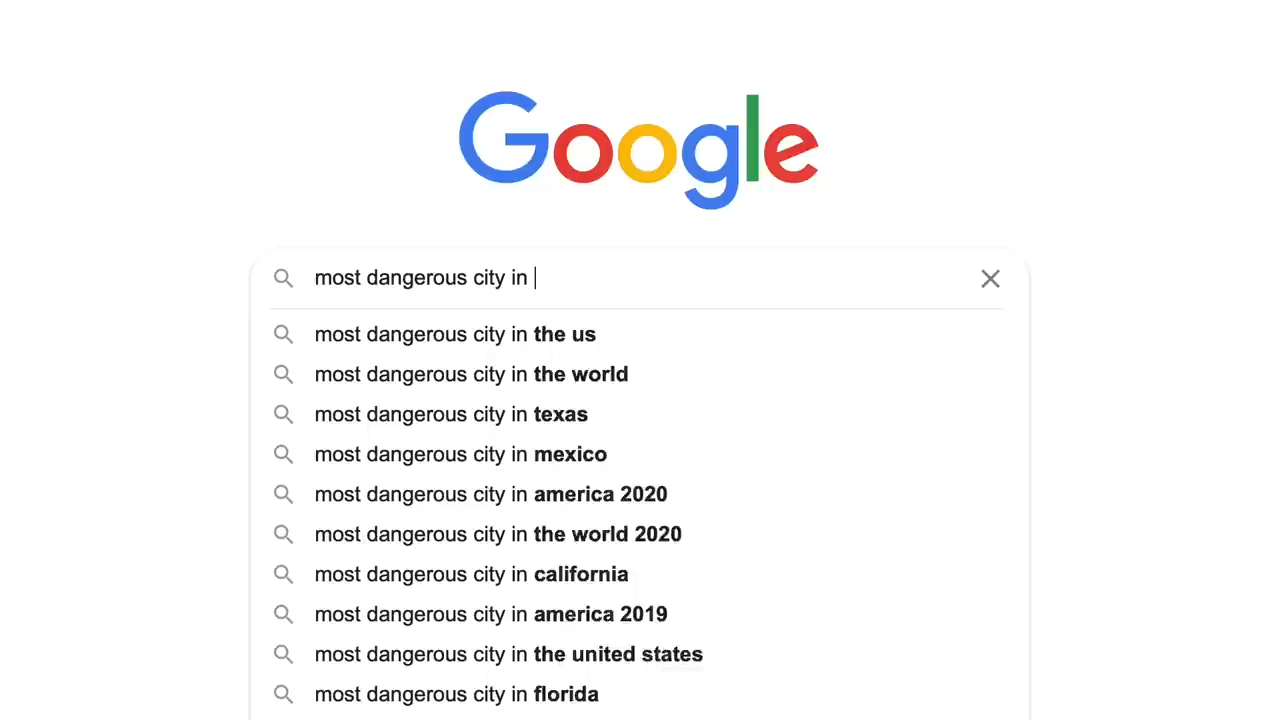 Google
most dangerous city in
most dangerous city in the us
most dangerous city in the world
most dangerous city in texas
most dangerous city in mexico
most dangerous city in america 2020
most dangerous city in the world 2020
most dangerous city in california
most dangerous city in america 2019
most dangerous city in the united states
most dangerous city in florida